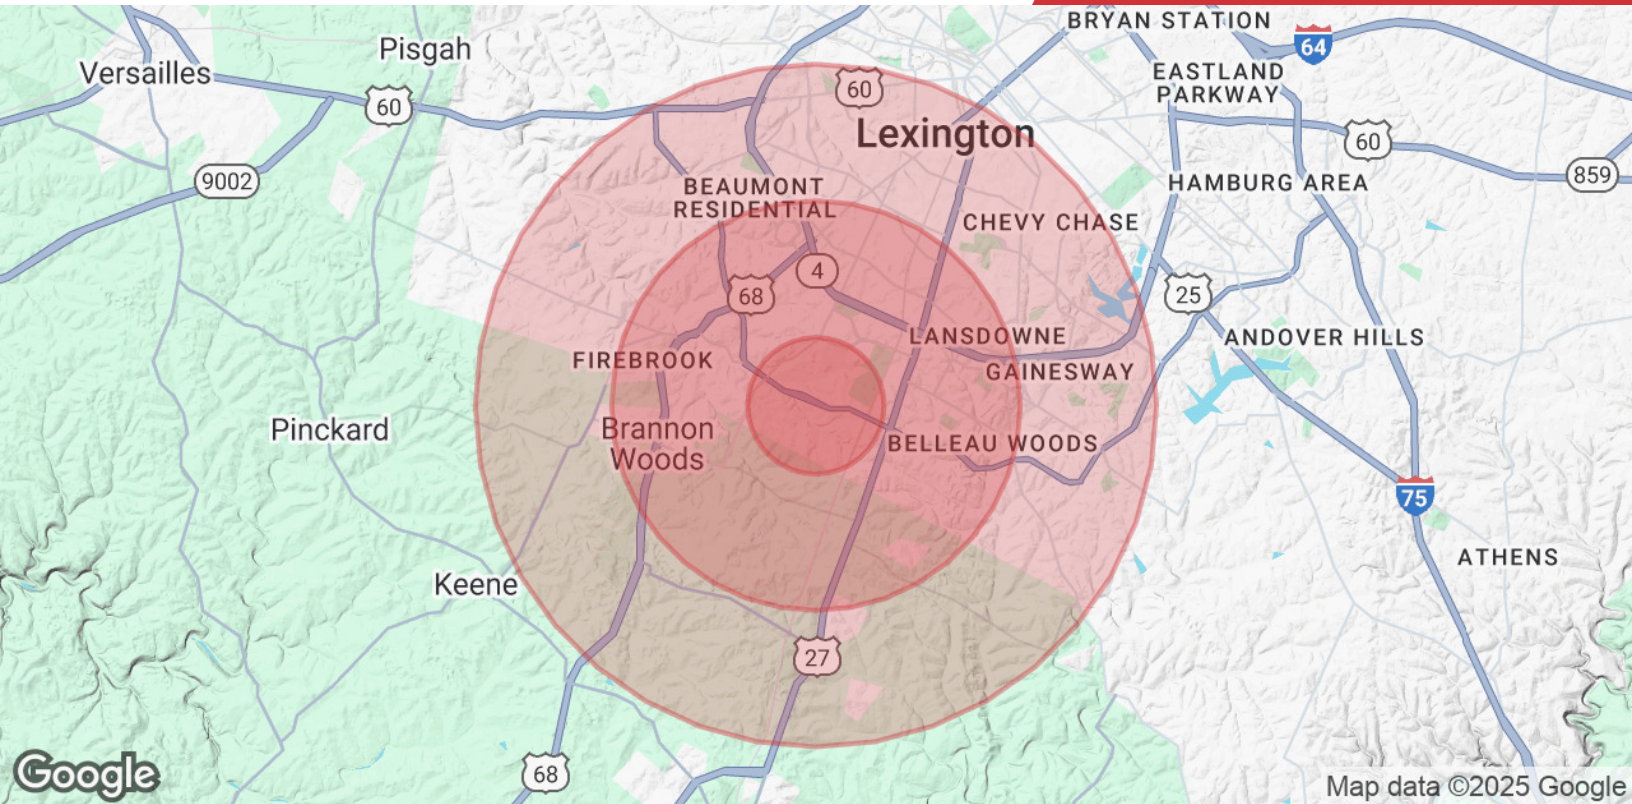 BRYAN STATION
64
Pisgah
Versailles
EASTLAND
PARKWAY
60
60
Lexington
60
859
9002
HAMBURG AREA
BEAUMONT
RESIDENTIAL
CHEVY CHASE
4
68
25
LANSDOWNE
ANDOVER HILLS
FIREBROOK
GAINESWAY
Pinckard
Brannon
Woods
BELLEAU WOODS
75
ATHENS
Keene
27
68
Google
Map data ©2025 Google